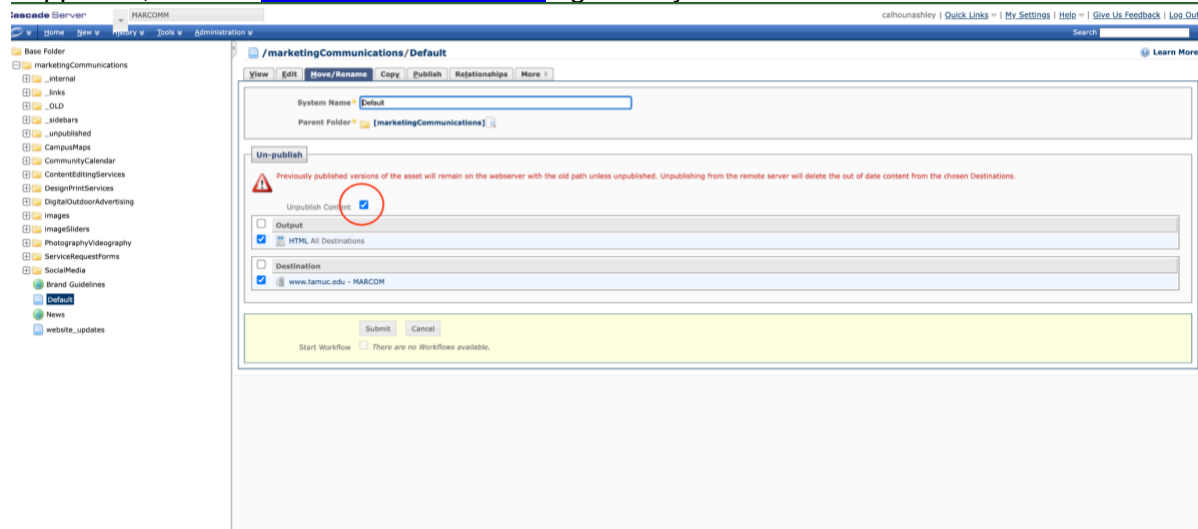 Cascade Server MARCOMM calhounashley | Quick Links | My Settings | Help | Give Us Feedback | Log Out
Home New History Tools Administration Search
Base Folder
marketingCommunications
_internal
_links
_OLD
_sidebars
_unpublished
CampusMaps
CommunityCalendar
ContentEditingServices
DesignPrintServices
DigitalOutdoorAdvertising
images
imageSliders
PhotographyVideography
ServiceRequestForms
SocialMedia
Brand Guidelines
Default
News
website_updates
/marketingCommunications/Default Learn More
View Edit Move/Rename Copy Publish Relationships More
System Name* Default
Parent Folder* [marketingCommunications]
Un-publish
Previously published versions of the asset will remain on the webserver with the old path unless unpublished. Unpublishing from the remote server will delete the out of date content from the chosen Destinations.
Unpublish Content
Output
HTML All Destinations
Destination
www.tamuc.edu - MARCOM
Submit Cancel
Start Workflow There are no Workflows available.